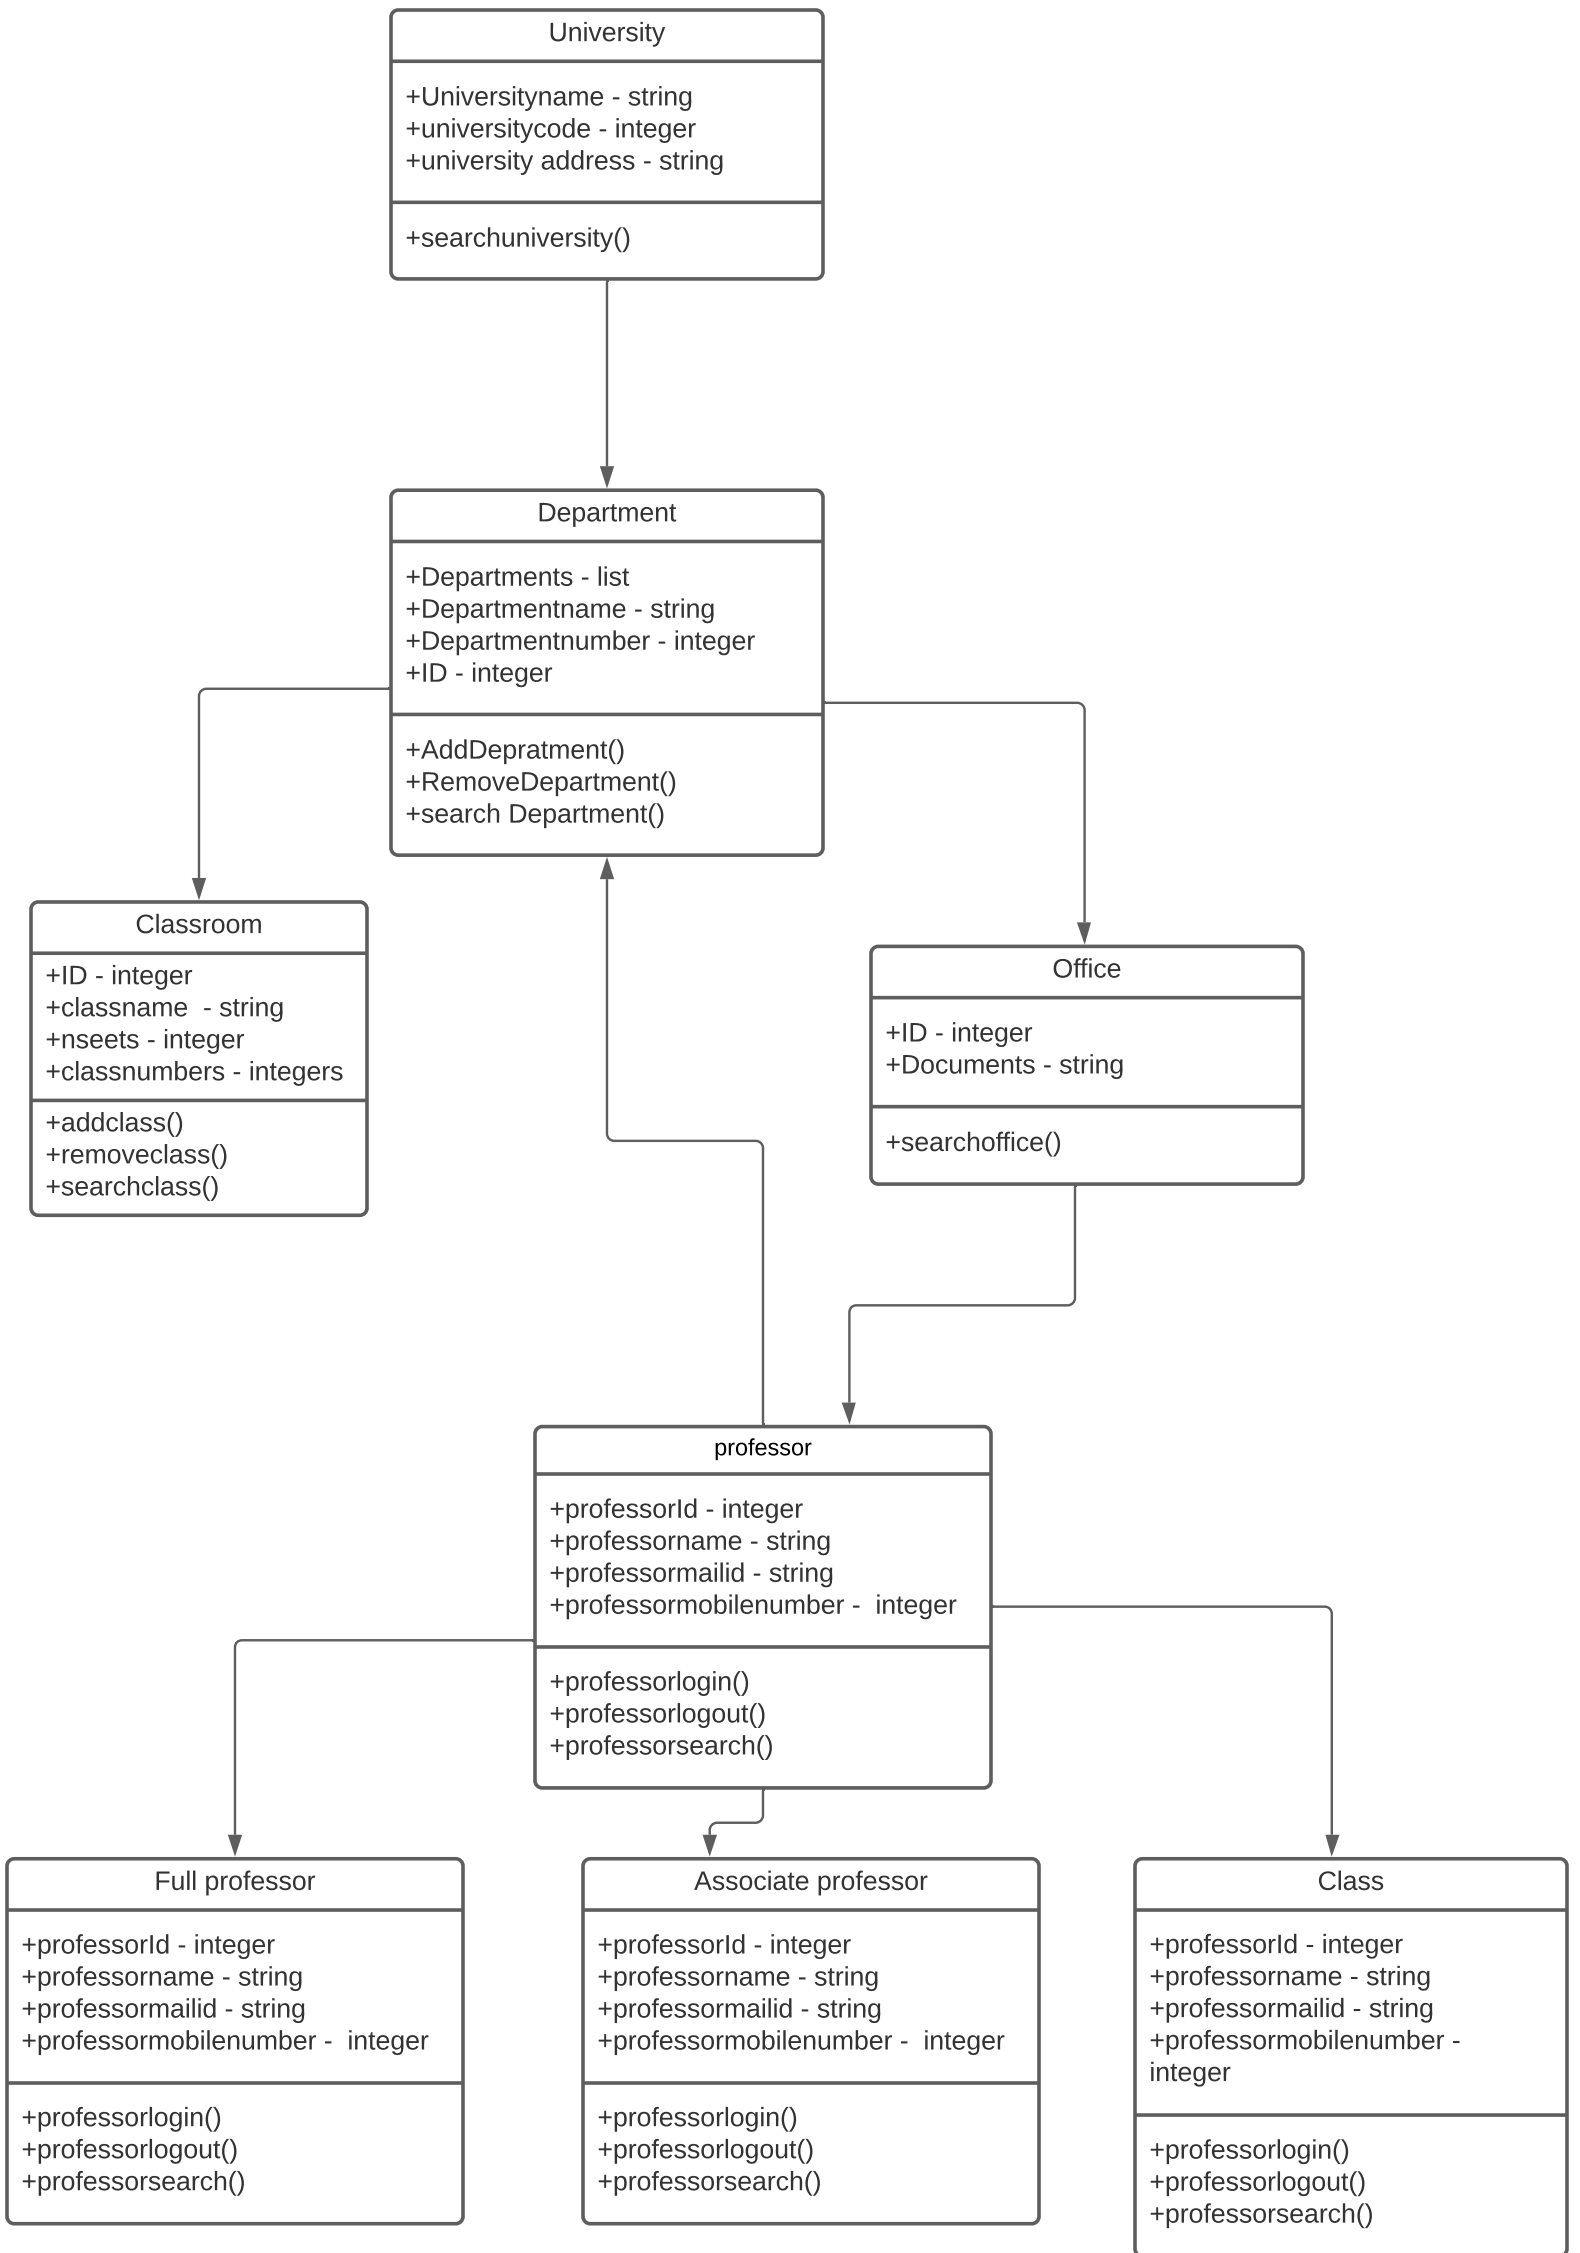 University
+Universityname - string
+universitycode - integer
+university address - string
+searchuniversity()
Department
+Departments - list
+Departmentname - string
+Departmentnumber - integer
+ID - integer
+AddDepratment()
+RemoveDepartment()
+search Department()
Classroom
+ID - integer
+classname  - string
+nseets - integer
+classnumbers - integers
+addclass()
+removeclass()
+searchclass()
Office
+ID - integer
+Documents - string
+searchoffice()
professor
+professorId - integer
+professorname - string
+professormailid - string
+professormobilenumber -  integer
+professorlogin()
+professorlogout()
+professorsearch()
Full professor
+professorId - integer
+professorname - string
+professormailid - string
+professormobilenumber -  integer
+professorlogin()
+professorlogout()
+professorsearch()
Associate professor
+professorId - integer
+professorname - string
+professormailid - string
+professormobilenumber -  integer
+professorlogin()
+professorlogout()
+professorsearch()
Class
+professorId - integer
+professorname - string
+professormailid - string
+professormobilenumber -
integer
+professorlogin()
+professorlogout()
+professorsearch()